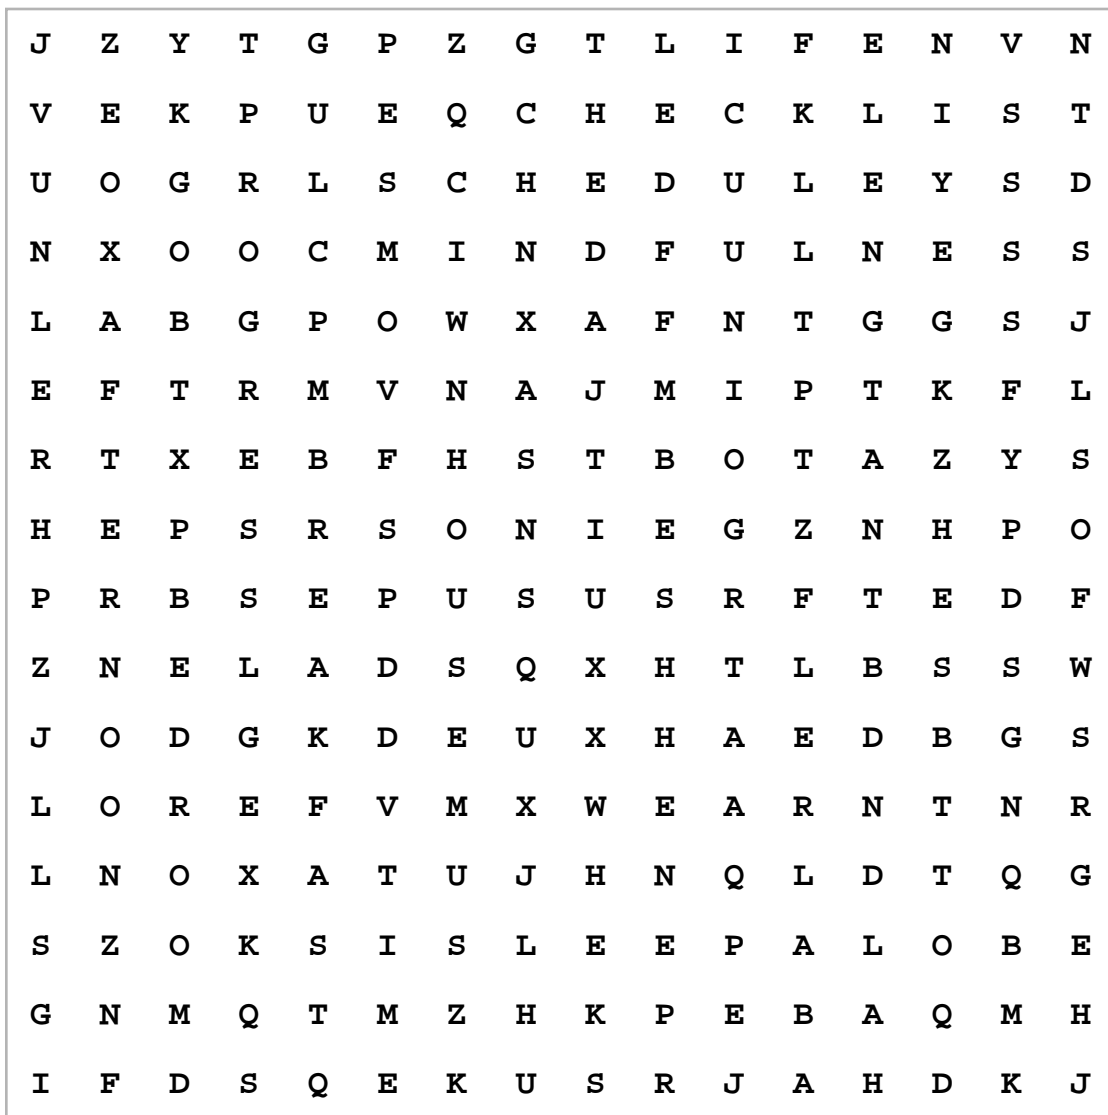 J Z Y T G P Z G T L I F E N V N
V E K P U E Q C H E C K L I S T
U O G R L S C H E D U L E Y S D
N X O O C M I N D F U L N E S S
L A B G P O W X A F N T G G S J
E F T R M V N A J M I P T K F L
R T X E B F H S T B O T A Z Y S
H E P S R S O N I E G Z N H P O
P R B S E P U S U S R F T E D F
Z N E L A D S Q X H T L B S S W
J O D G K D E U X H A E D B G S
L O R E F V M X W E A R N T N R
L N O X A T U J H N Q L D T Q G
S Z O K S I S L E E P A L O B E
G N M Q T M Z H K P E B A Q M H
I F D S Q E K U S R J A H D K J